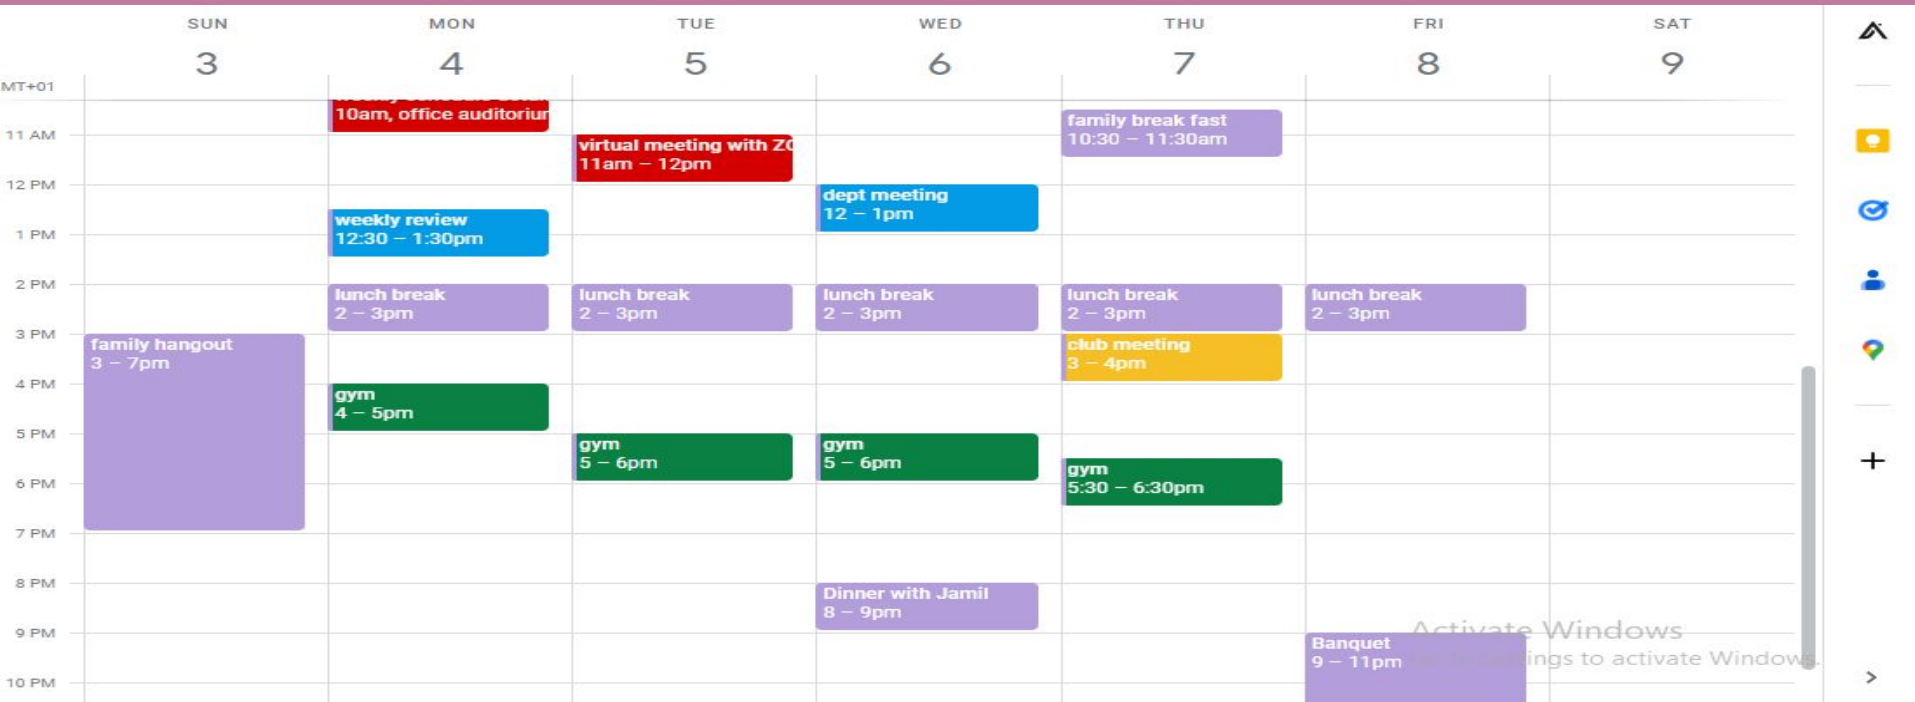 SUN MON TUE WED THU FRI SAT
3 4 5 6 7 8 9
MT+01
10am, office auditoriur
family break fast
10:30 – 11:30am
11 AM
virtual meeting with ZO
11am – 12pm
12 PM
dept meeting
12 – 1pm
weekly review
12:30 – 1:30pm
1 PM
2 PM
lunch break
2 – 3pm
lunch break
2 – 3pm
lunch break
2 – 3pm
lunch break
2 – 3pm
lunch break
2 – 3pm
3 PM
family hangout
3 – 7pm
club meeting
3 – 4pm
4 PM
gym
4 – 5pm
5 PM
gym
5 – 6pm
gym
5 – 6pm
gym
5:30 – 6:30pm
6 PM
7 PM
8 PM
Dinner with Jamil
8 – 9pm
9 PM
Banquet
9 – 11pm
Activate Windows
ings to activate Windows.
10 PM